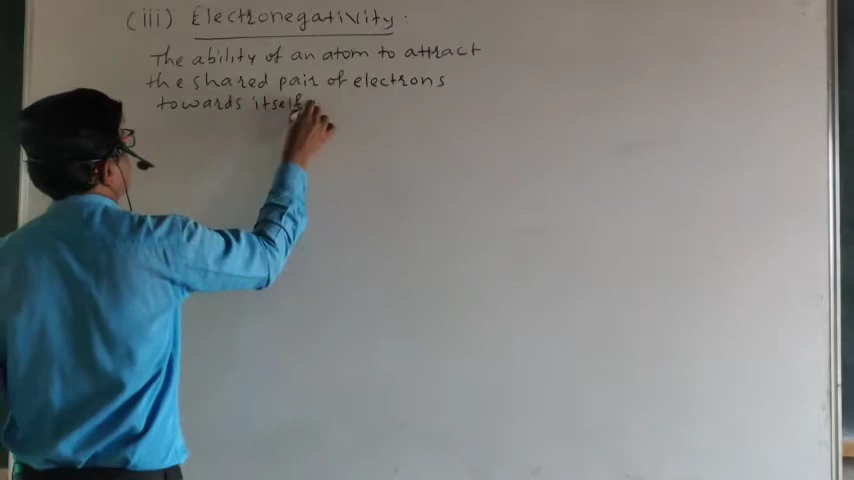 (iii) Electronegativity :
The ability of an atom to attract
the shared pair of electrons
towards itself